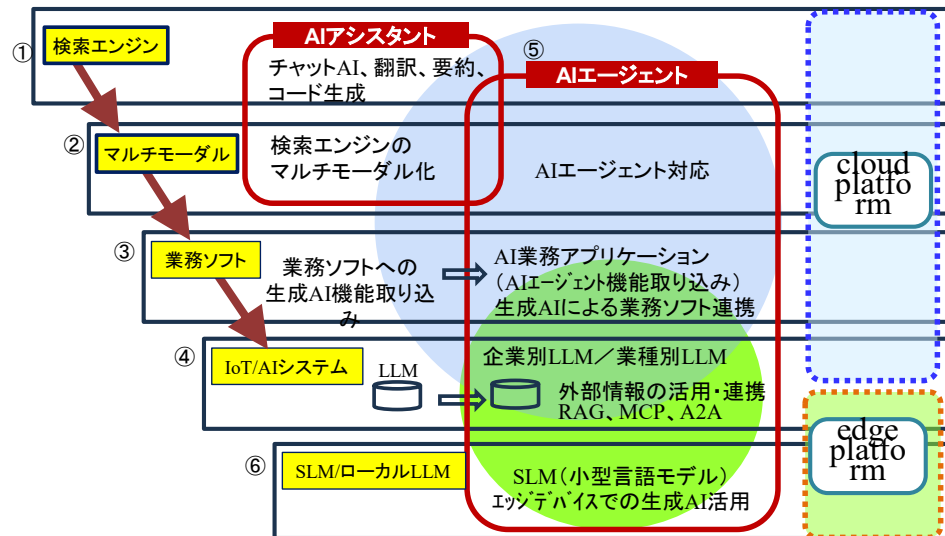 ①
検索エンジン
AIアシスタント
チャットAI、翻訳、要約、
コード生成
⑤
AIエージェント
②
マルチモーダル
検索エンジンの
マルチモーダル化
AIエージェント対応
cloud
platfo
rm
③
業務ソフト
業務ソフトへの
生成AI機能取り込
み
AI業務アプリケーション
（AIエージェント機能取り込み）
生成AIによる業務ソフト連携
④
IoT/AIシステム
LLM
企業別LLM／業種別LLM
外部情報の活用・連携
RAG、MCP、A2A
edge
platfo
rm
⑥
SLM/ローカルLLM
SLM（小型言語モデル）
エッジデバイスでの生成AI活用